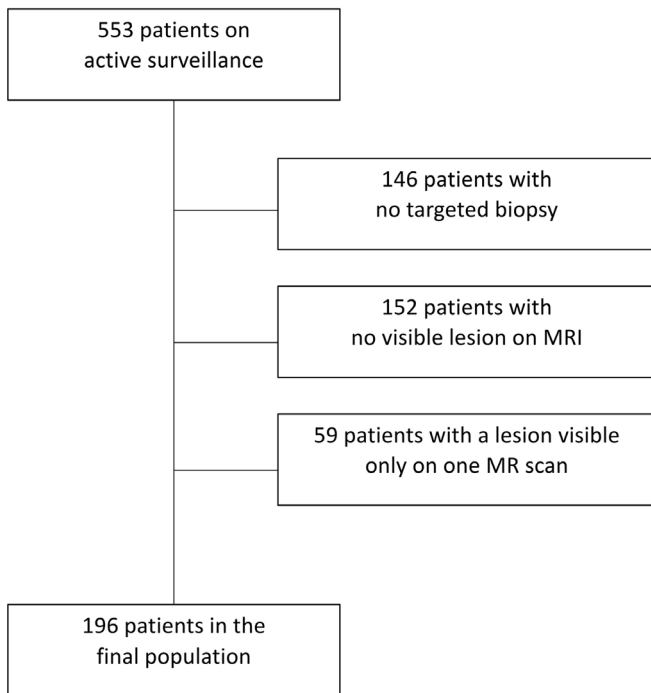 553 patients on
active surveillance
146 patients with
no targeted biopsy
152 patients with
no visible lesion on MRI
59 patients with a lesion visible
only on one MR scan
196 patients in the
final population